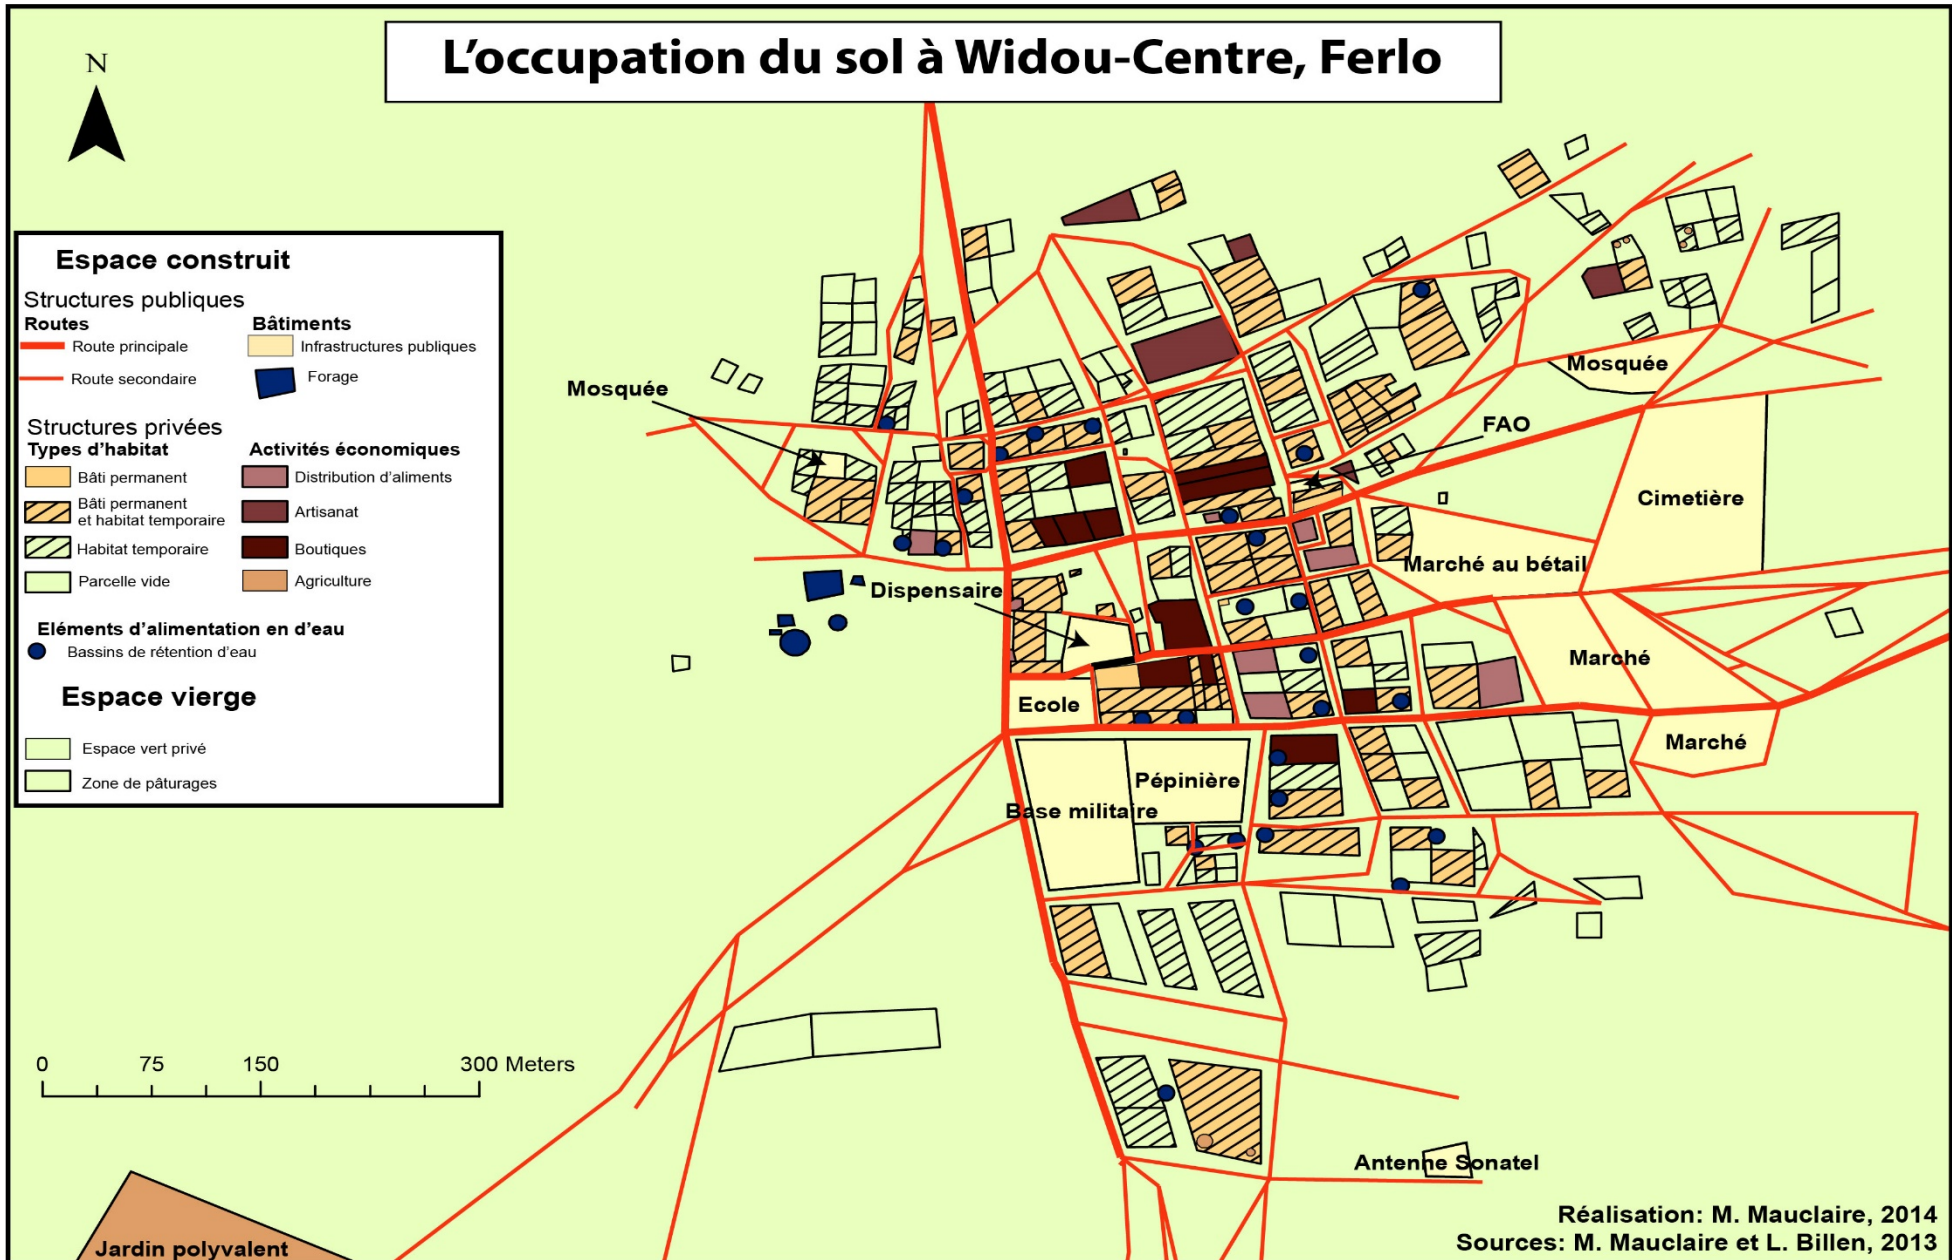 L'occupation du sol à Widou-Centre, Ferlo
N
Espace construit
Structures publiques
Routes
Bâtiments
Route principale
Infrastructures publiques
Route secondaire
Forage
Structures privées
Types d'habitat
Activités économiques
Bâti permanent
Distribution d'aliments
Bâti permanent
et habitat temporaire
Artisanat
Habitat temporaire
Boutiques
Parcelle vide
Agriculture
Eléments d'alimentation en d'eau
Bassins de rétention d'eau
Espace vierge
Espace vert privé
Zone de pâturages
Mosquée
Mosquée
FAO
Cimetière
Marché au bétail
Dispensaire
Marché
Ecole
Marché
Pépinière
Base militaire
0 75 150 300 Meters
Antenne Sonatel
Jardin polyvalent
Réalisation: M. Mauclaire, 2014
Sources: M. Mauclaire et L. Billen, 2013